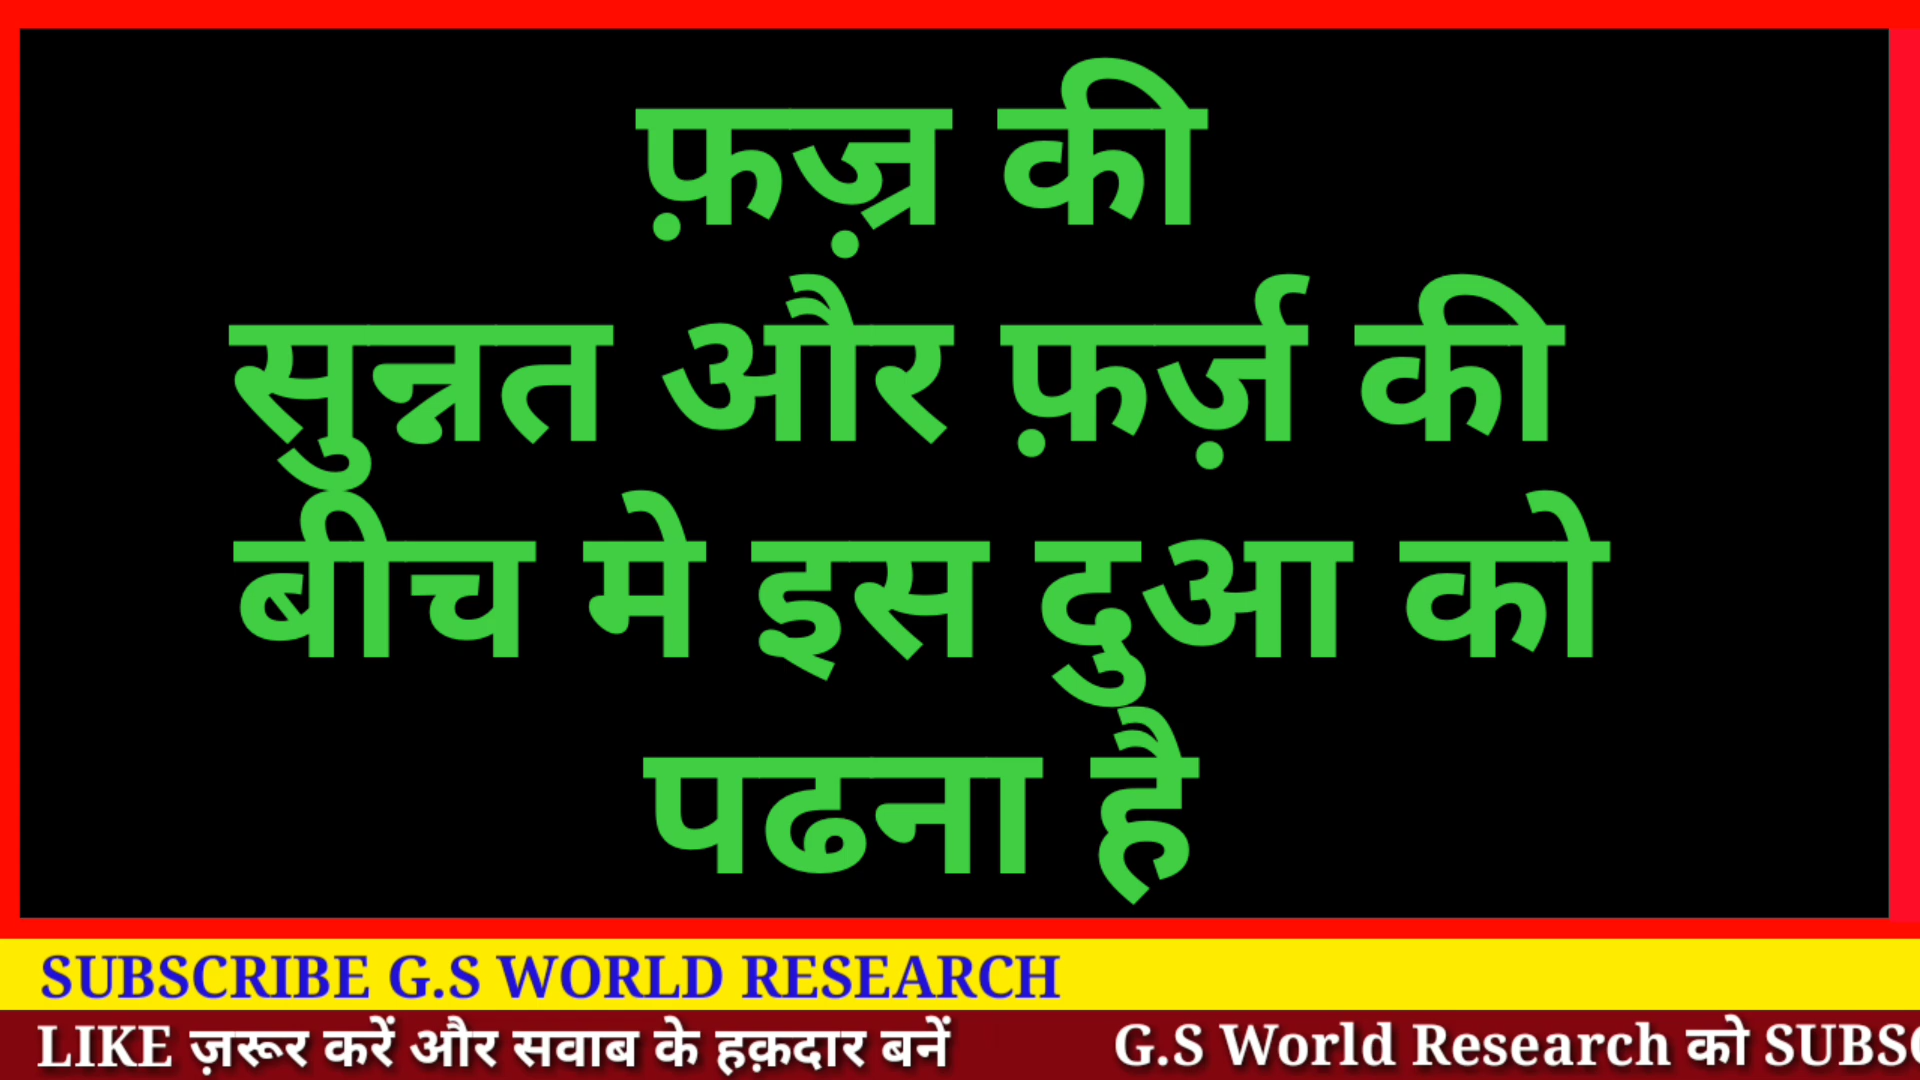 फ़ज़्र की
सुन्नत और फ़र्ज़ की
बीच मे इस दुआ को
पढना है
SUBSCRIBE G.S WORLD RESEARCH
LIKE ज़रूर करें और सवाब के हक़दार बनें G.S World Research को